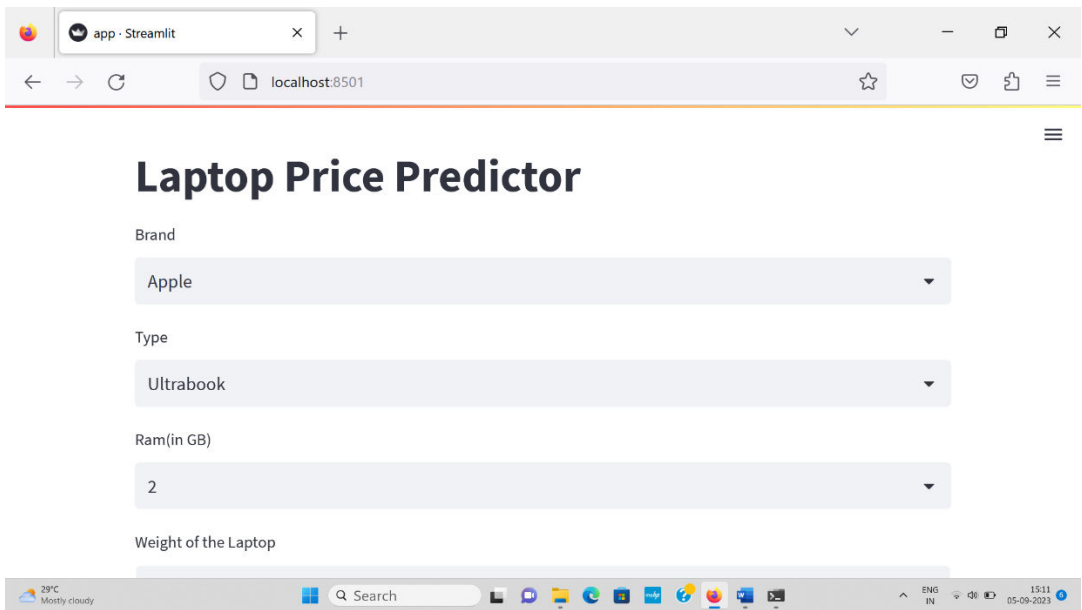 app · Streamlit
localhost:8501
Laptop Price Predictor
Brand
Apple
Type
Ultrabook
Ram(in GB)
2
Weight of the Laptop
29°C
Mostly cloudy
Search
ENG
IN
15:11
05-09-2023
6